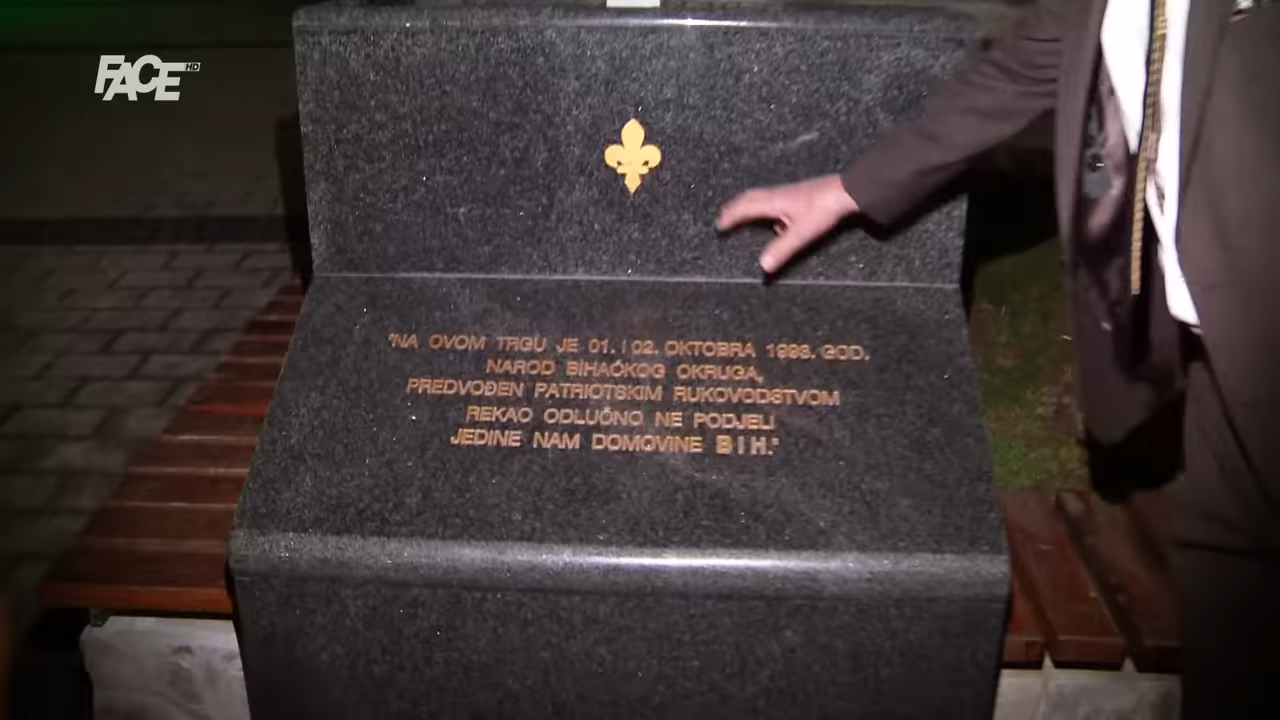 FACE HD
"NA OVOM TRGU JE 01. I 02. OKTOBRA 1993. GOD.
NAROD BIHAĆKOG OKRUGA,
PREDVOĐEN PATRIOTSKIM RUKOVODSTVOM
REKAO ODLUČNO NE PODJELI
JEDINE NAM DOMOVINE B I H."